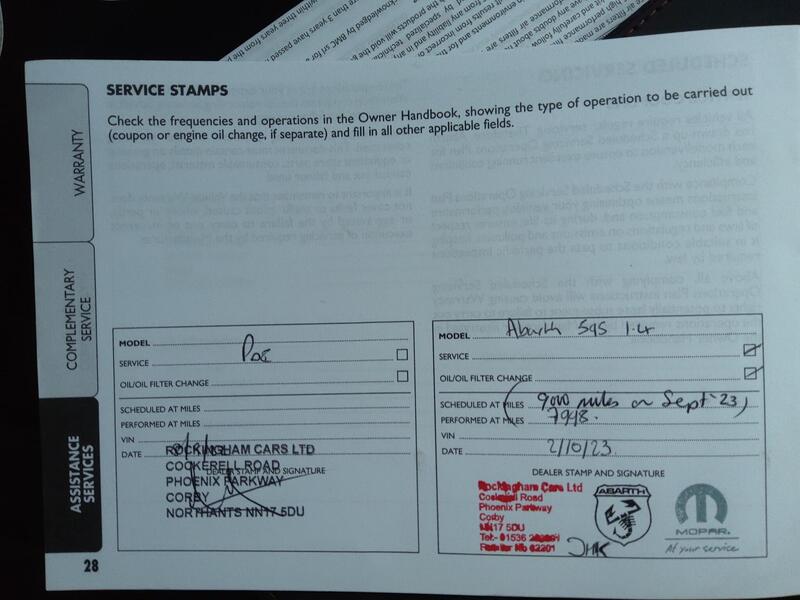 SERVICE STAMPS
Check the frequencies and operations in the Owner Handbook, showing the type of operation to be carried out
(coupon or engine oil change, if separate) and fill in all other applicable fields.
WARRANTY
COMPLEMENTARY
SERVICE
ASSISTANCE
SERVICES
MODEL
SERVICE
OIL/OIL FILTER CHANGE
SCHEDULED AT MILES
PERFORMED AT MILES
VIN
DATE
DEALER STAMP AND SIGNATURE
ROCKINGHAM CARS LTD
COCKERELL ROAD
PHOENIX PARKWAY
CORBY
NORTHANTS NN17 5DU
MODEL Abarth 595 1.4
SERVICE
OIL/OIL FILTER CHANGE
SCHEDULED AT MILES (9000 miles or Sept 23)
PERFORMED AT MILES 7998.
VIN
DATE 2/10/23.
DEALER STAMP AND SIGNATURE
Rockingham Cars Ltd
Road
Phoenix Parkway
Corby
NN17 5DU
Tel:- 01536
ABARTH
MOPAR
At your service
28